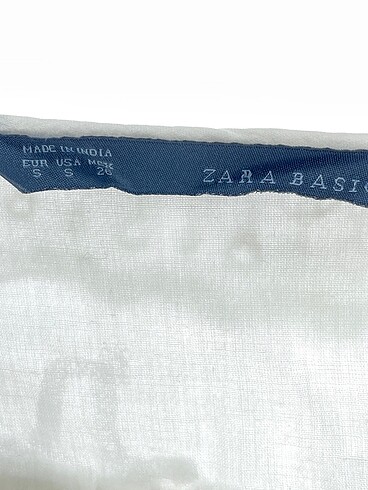 MADE IN INDIA
EUR USA MEX
S S 26
ZARA BASIC